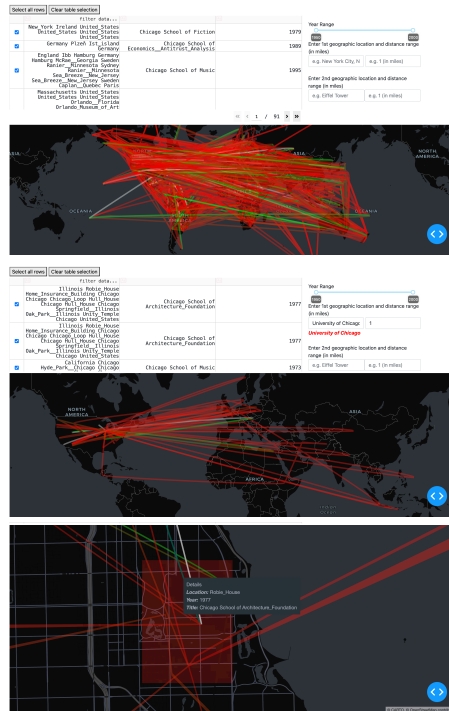 Select all rows Clear table selection
filter data...
New_York Ireland United_States
United_States United_States
United_States
Chicago School of Fiction
1979
Germany Plzeň Ist_island
Germany
Chicago School of
Economics__Antitrust_Analysis
1989
England Ibb Hamburg Germany
Hamburg McRae__Georgia Sweden
Ranier__Minnesota Sydney
Ranier__Minnesota
Sea_Breeze__New_Jersey
Sea_Breeze__New_Jersey Sweden
Caplan__Quebec Paris
Chicago School of Music
1995
Massachusetts United_States
United_States United_States
Orlando__Florida
Orlando_Museum_of_Art
1 / 91
Year Range
1950 2000
Enter 1st geographic location and distance range
(in miles)
e.g. New York City, N e.g. 1 (in miles)
Enter 2nd geographic location and distance
range (in miles)
e.g. Eiffel Tower e.g. 1 (in miles)
ASIA
OCEANIA
ASIA
OCEANIA
NORTH
AMERICA
Select all rows Clear table selection
filter data...
Illinois Robie_House
Home_Insurance_Building Chicago
Chicago Chicago_Loop Hull_House
Chicago Hull_House Chicago
Springfield__Illinois
Oak_Park__Illinois Unity_Temple
Chicago United_States
Chicago School of
Architecture_Foundation
1977
Illinois Robie_House
Home_Insurance_Building Chicago
Chicago Chicago_Loop Hull_House
Chicago Hull_House Chicago
Springfield__Illinois
Oak_Park__Illinois Unity_Temple
Chicago United_States
Chicago School of
Architecture_Foundation
1977
California Chicago
Hyde_Park__Chicago Chicago
Chicago School of Music
1973
Year Range
1950 2000
Enter 1st geographic location and distance range
(in miles)
University of Chicago 1
University of Chicago
Enter 2nd geographic location and distance
range (in miles)
e.g. Eiffel Tower e.g. 1 (in miles)
NORTH
AMERICA
ASIA
AFRICA
Details
Location: Robie_House
Year: 1977
Title: Chicago School of Architecture_Foundation